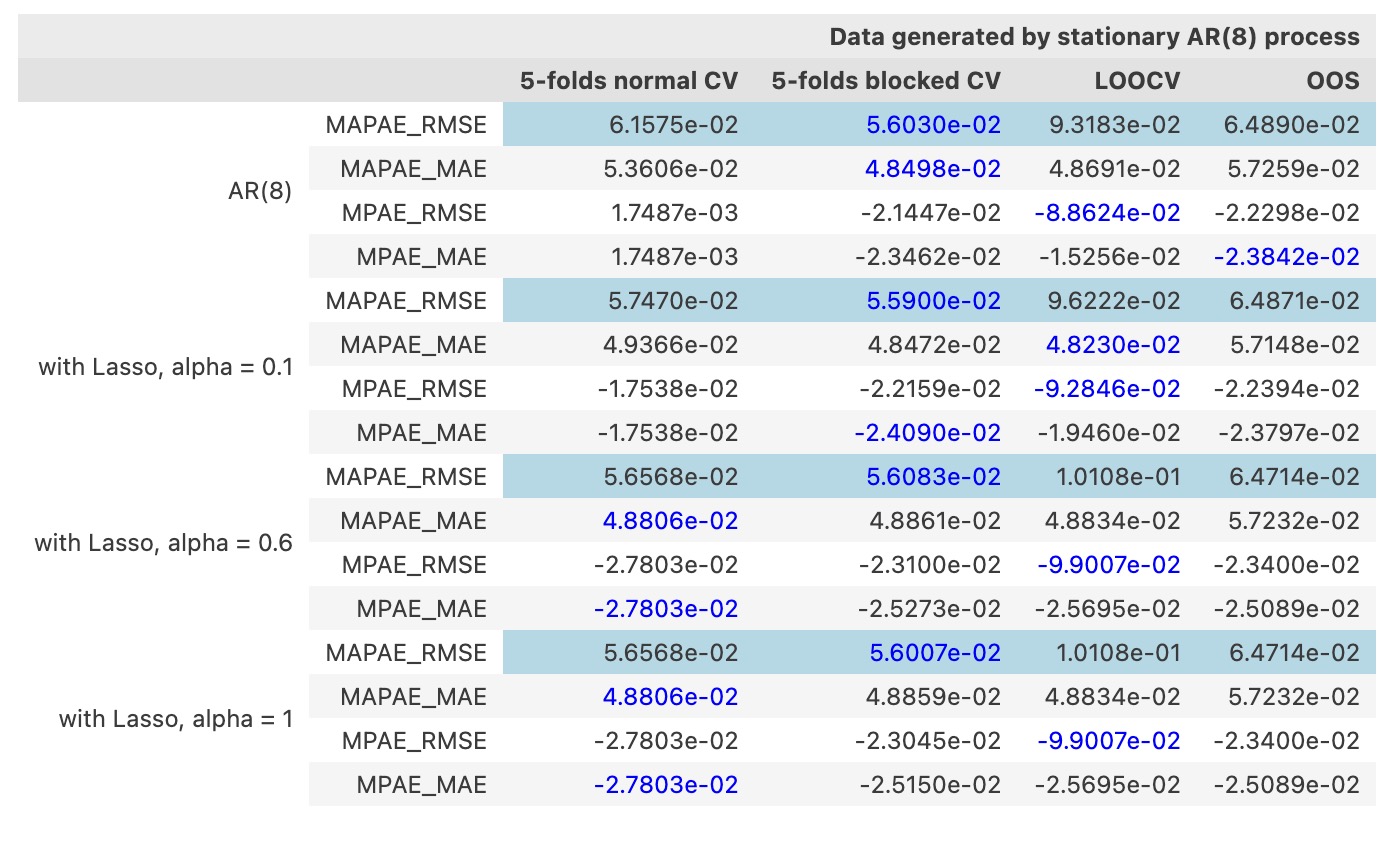 Data generated by stationary AR(8) process
5-folds normal CV 5-folds blocked CV LOOCV OOS
AR(8)
MAPAE_RMSE 6.1575e-02 5.6030e-02 9.3183e-02 6.4890e-02
MAPAE_MAE 5.3606e-02 4.8498e-02 4.8691e-02 5.7259e-02
MPAE_RMSE 1.7487e-03 -2.1447e-02 -8.8624e-02 -2.2298e-02
MPAE_MAE 1.7487e-03 -2.3462e-02 -1.5256e-02 -2.3842e-02
with Lasso, alpha = 0.1
MAPAE_RMSE 5.7470e-02 5.5900e-02 9.6222e-02 6.4871e-02
MAPAE_MAE 4.9366e-02 4.8472e-02 4.8230e-02 5.7148e-02
MPAE_RMSE -1.7538e-02 -2.2159e-02 -9.2846e-02 -2.2394e-02
MPAE_MAE -1.7538e-02 -2.4090e-02 -1.9460e-02 -2.3797e-02
with Lasso, alpha = 0.6
MAPAE_RMSE 5.6568e-02 5.6083e-02 1.0108e-01 6.4714e-02
MAPAE_MAE 4.8806e-02 4.8861e-02 4.8834e-02 5.7232e-02
MPAE_RMSE -2.7803e-02 -2.3100e-02 -9.9007e-02 -2.3400e-02
MPAE_MAE -2.7803e-02 -2.5273e-02 -2.5695e-02 -2.5089e-02
with Lasso, alpha = 1
MAPAE_RMSE 5.6568e-02 5.6007e-02 1.0108e-01 6.4714e-02
MAPAE_MAE 4.8806e-02 4.8859e-02 4.8834e-02 5.7232e-02
MPAE_RMSE -2.7803e-02 -2.3045e-02 -9.9007e-02 -2.3400e-02
MPAE_MAE -2.7803e-02 -2.5150e-02 -2.5695e-02 -2.5089e-02